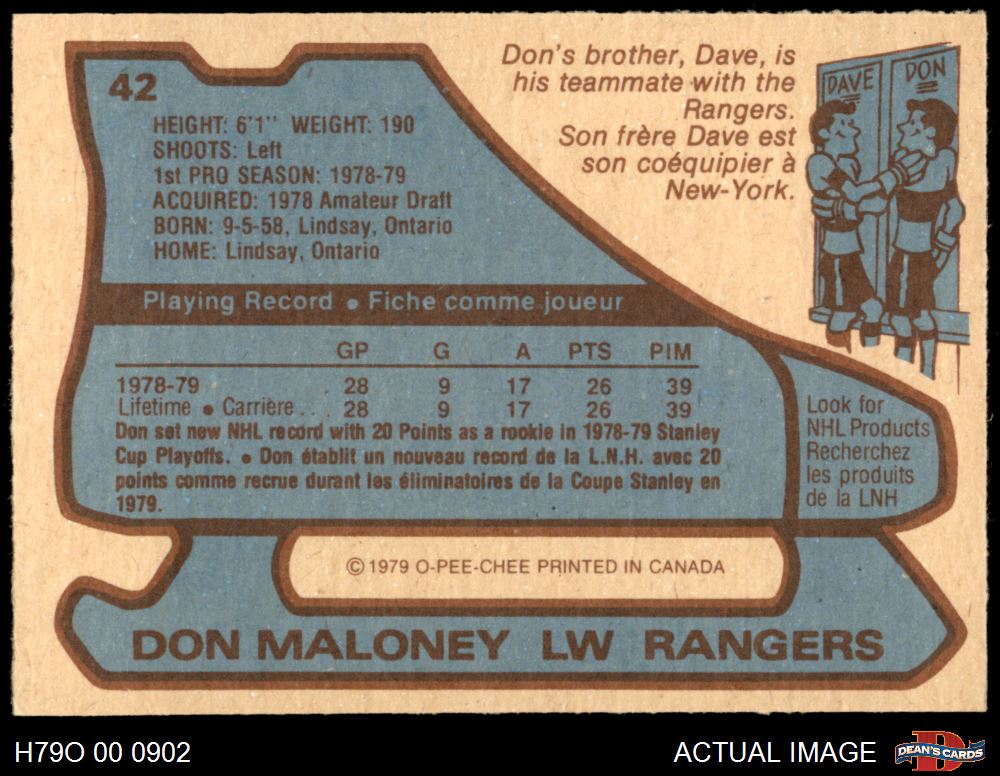 42
HEIGHT: 6'1" WEIGHT: 190
SHOOTS: Left
1st PRO SEASON: 1978-79
ACQUIRED: 1978 Amateur Draft
BORN: 9-5-58, Lindsay, Ontario
HOME: Lindsay, Ontario
Don's brother, Dave, is
his teammate with the
Rangers.
Son frère Dave est
son coéquipier à
New-York.
DAVE
DON
Playing Record • Fiche comme joueur
GP G A PTS PIM
1978-79 28 9 17 26 39
Lifetime • Carrière... 28 9 17 26 39
Don set new NHL record with 20 Points as a rookie in 1978-79 Stanley
Cup Playoffs. • Don établit un nouveau record de la L.N.H. avec 20
points comme recrue durant les éliminatoires de la Coupe Stanley en
1979.
Look for
NHL Products
Recherchez
les produits
de la LNH
© 1979 O-PEE-CHEE PRINTED IN CANADA
DON MALONEY LW RANGERS
H79O 00 0902
ACTUAL IMAGE
DEAN'S CARDS